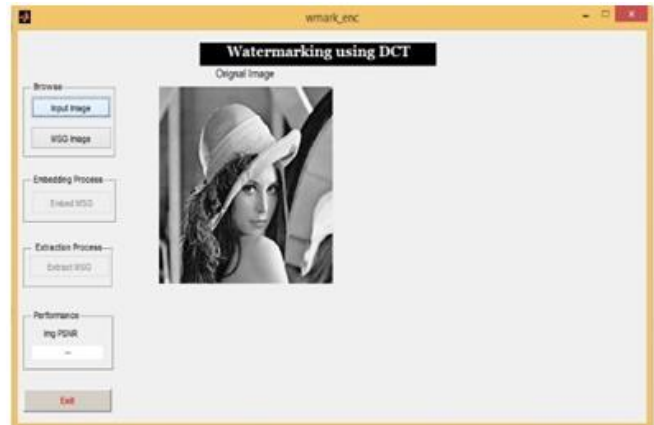 wmark_enc
Watermarking using DCT
Orignal Image
Browse
Input Image
MSG Image
Embedding Process
Embed MSG
Extraction Process
Extract MSG
Performance
Img PSNR
--
Exit